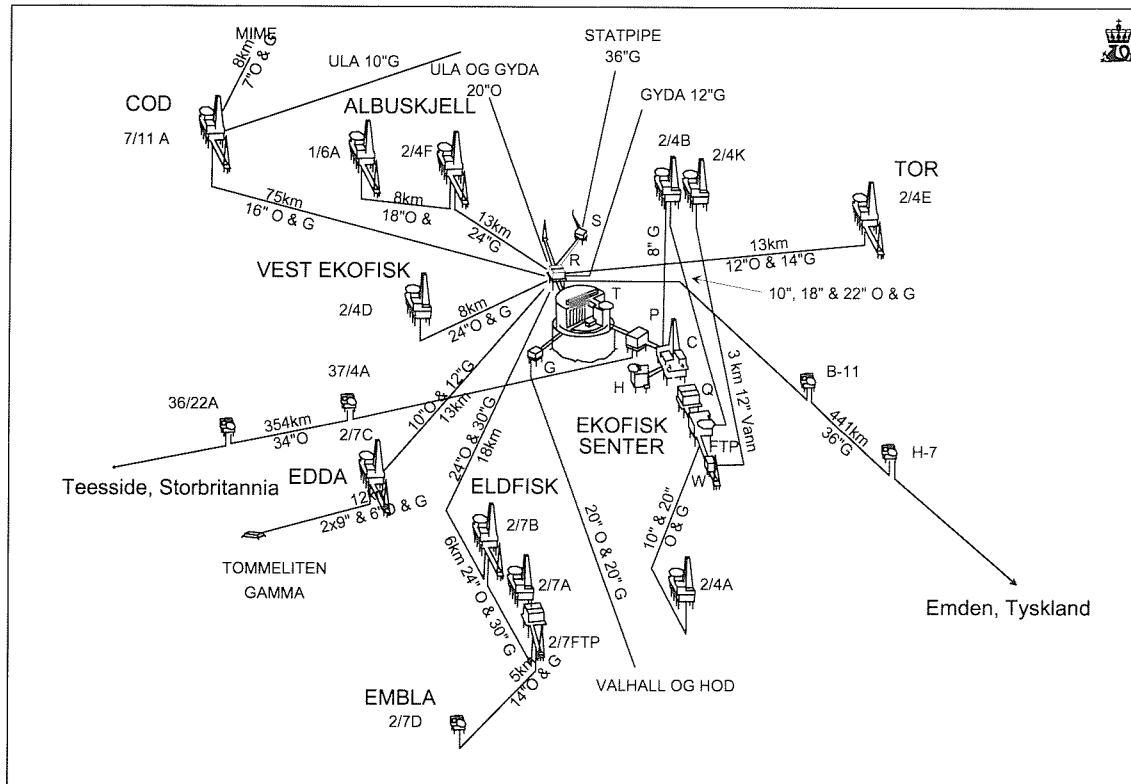 MIME
8km
7"O & G
ULA 10"G
ULA OG GYDA
20"O
STATPIPE
36"G
GYDA 12"G
COD
7/11 A
ALBUSKJELL
1/6A
2/4F
2/4B
2/4K
TOR
2/4E
75km
16" O & G
8km
18"O &
13km
24"G
S
R
8" G
13km
12"O & 14"G
10", 18" & 22" O & G
VEST EKOFISK
2/4D
8km
24"O & G
T
P
C
G
H
Q
3 km 12" Vann
B-11
441km
36"G
H-7
37/4A
36/22A
354km
34"O
2/7C
10"O & 12"G
13km
24"O & 30"G
18km
EKOFISK
SENTER
FTP
W
Teesside, Storbritannia
EDDA
12
2x9" & 6"O & G
TOMMELITEN
GAMMA
ELDFISK
2/7B
2/7A
2/7FTP
6km 24" O & 30" G
20" O & 20" G
10" & 20"
O & G
2/4A
Emden, Tyskland
5km
14"O & G
VALHALL OG HOD
EMBLA
2/7D